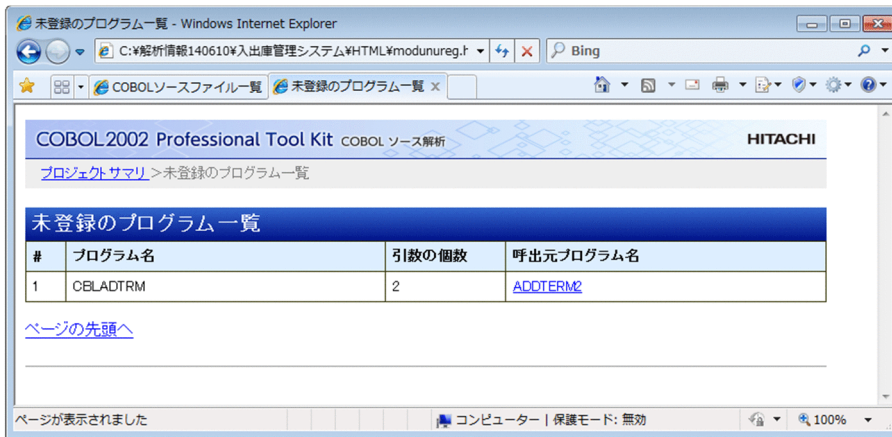 未登録のプログラム一覧 - Windows Internet Explorer
C:¥解析情報140610¥入出庫管理システム¥HTML¥modunureg.h
Bing
COBOLソースファイル一覧
未登録のプログラム一覧 x
COBOL2002 Professional Tool Kit COBOL ソース解析
HITACHI
プロジェクトサマリ >未登録のプログラム一覧
未登録のプログラム一覧
# プログラム名 引数の個数 呼出元プログラム名
1 CBLADTRM 2 ADDTERM2
ページの先頭へ
ページが表示されました コンピューター | 保護モード: 無効 100%